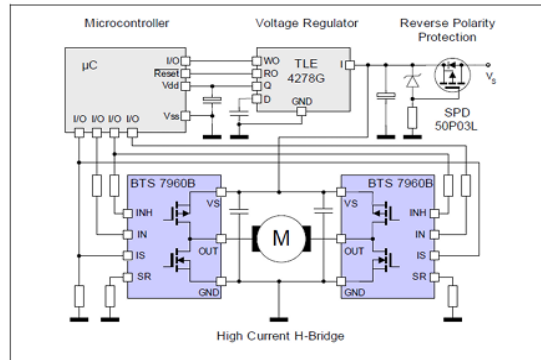 Microcontroller
Voltage Regulator
Reverse Polarity
Protection
µC
I/O
Reset
Vdd
Vss
I/O I/O I/O I/O
WO
RO
Q
D
TLE
4278G
GND
I
Vs
SPD
50P03L
BTS 7960B
VS
INH
IN
IS
SR
OUT
GND
M
BTS 7960B
VS
INH
IN
IS
SR
OUT
GND
High Current H-Bridge